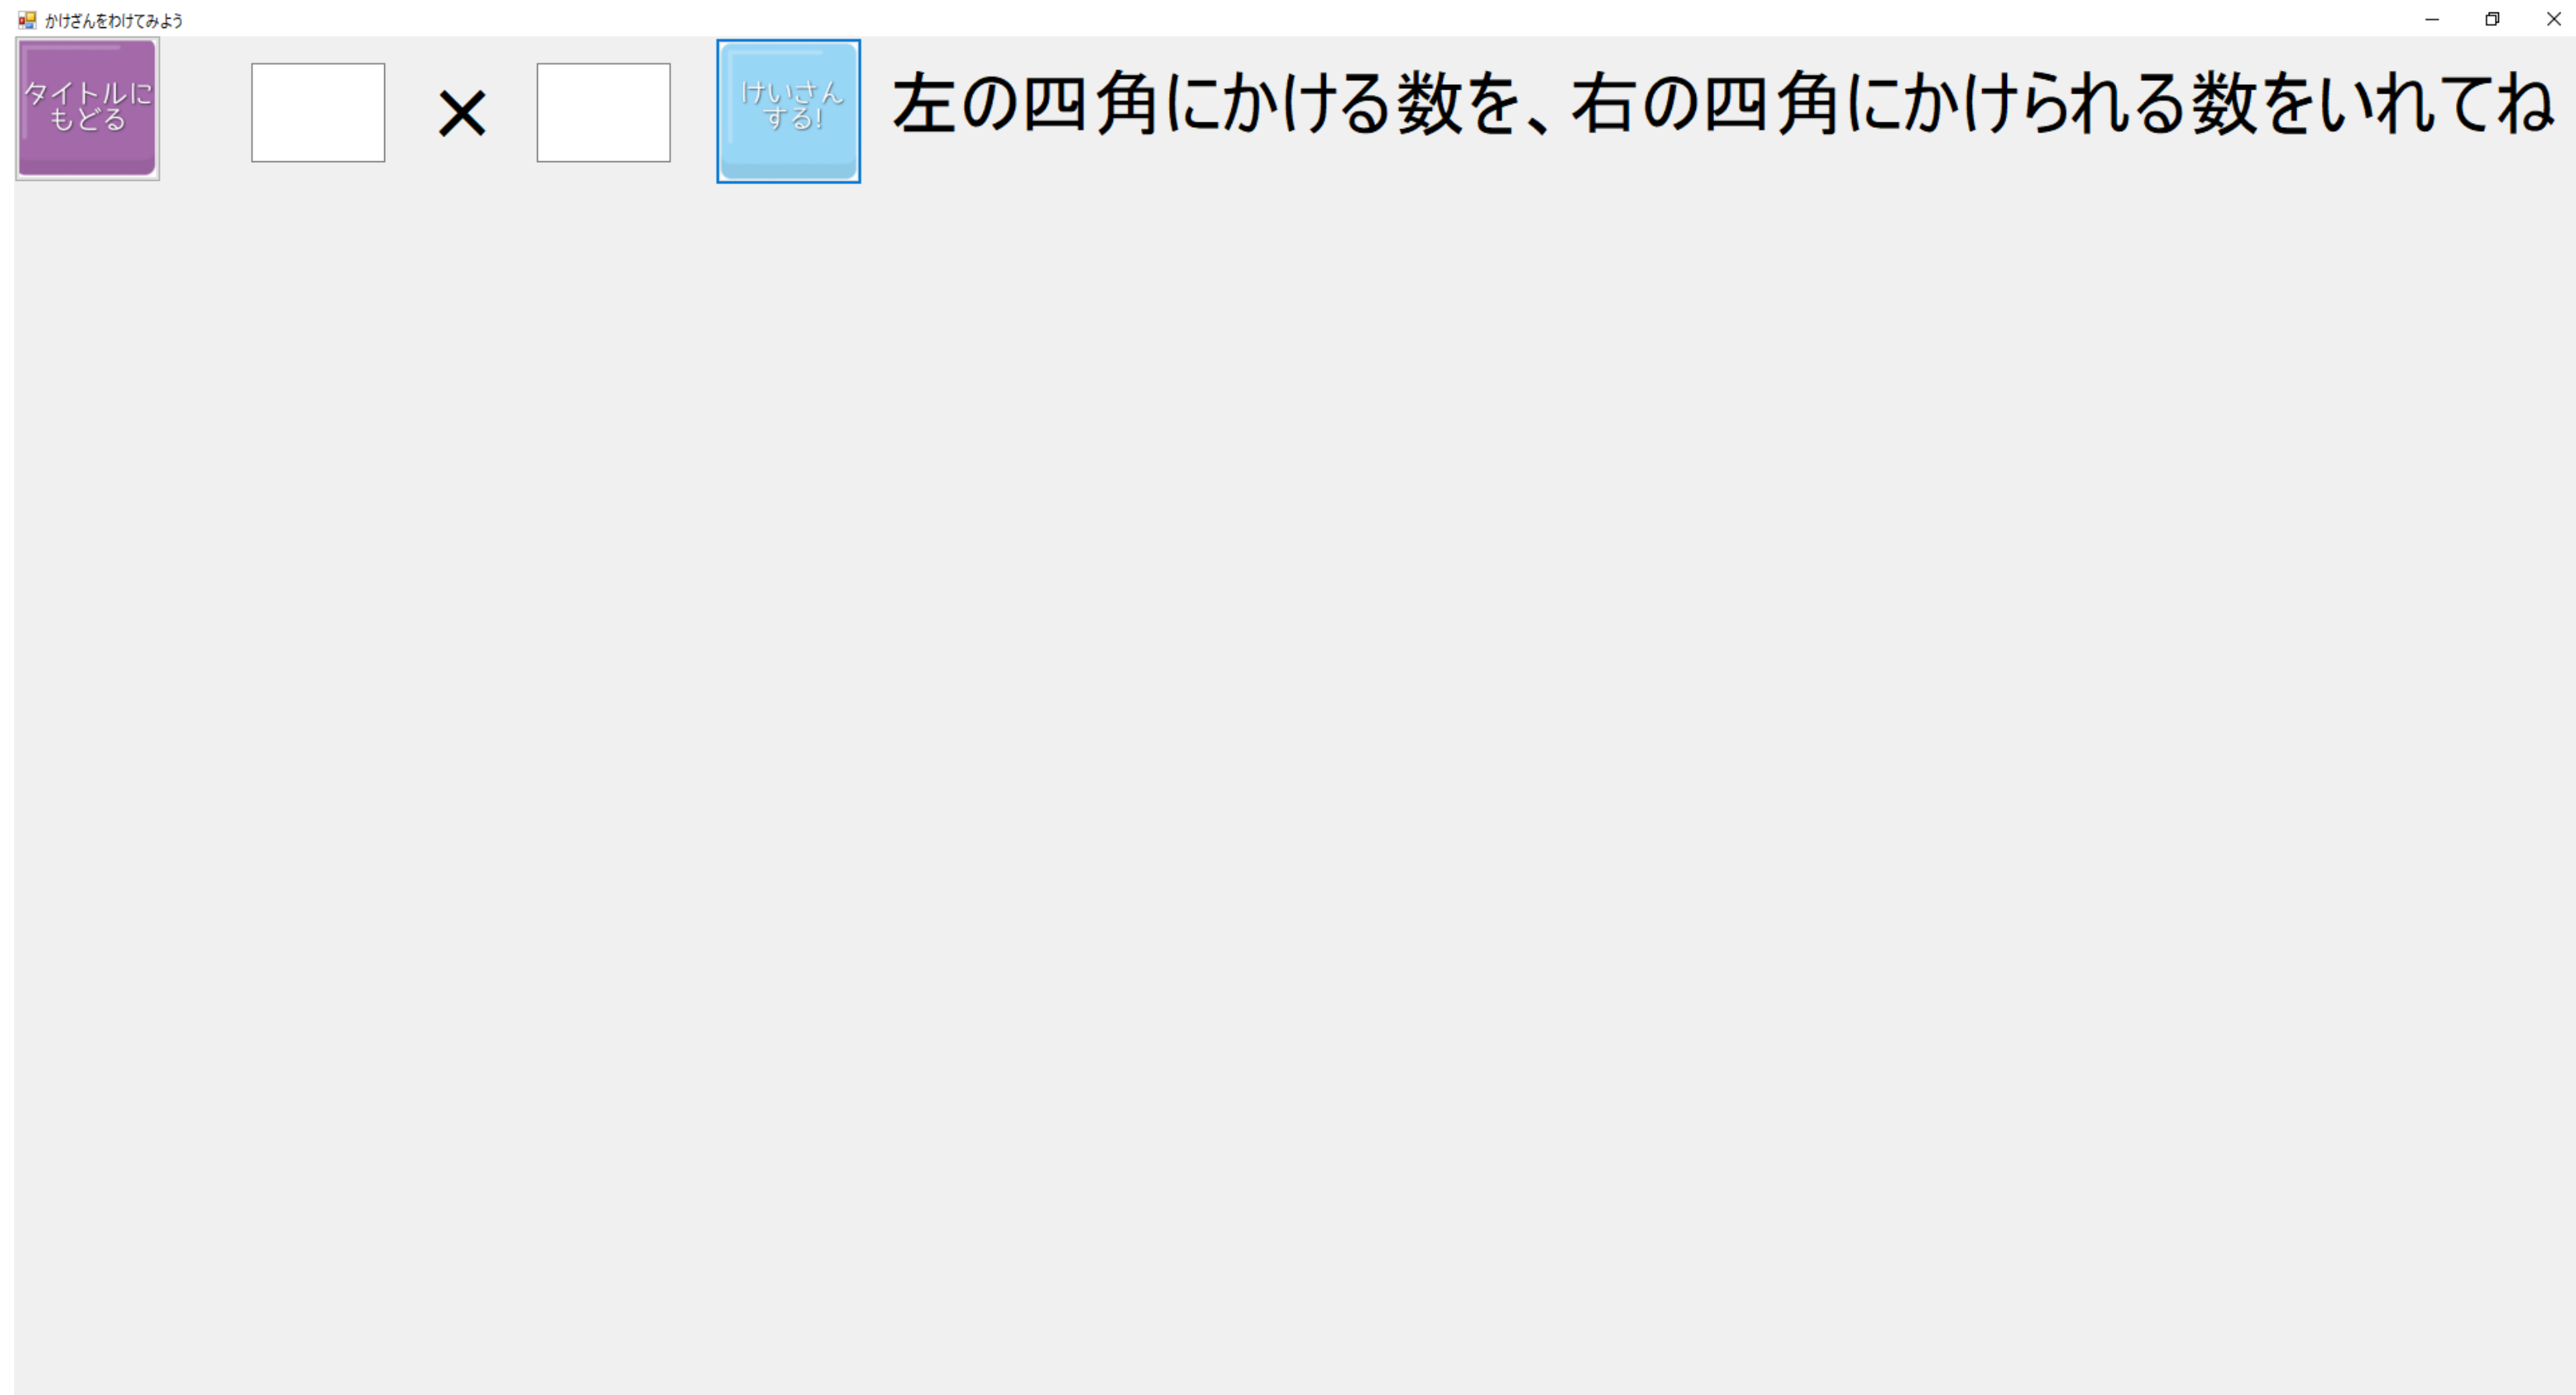 かけざんをわけてみよう
タイトルに
もどる
×
けいさん
する!
左の四角にかける数を、右の四角にかけられる数をいれてね